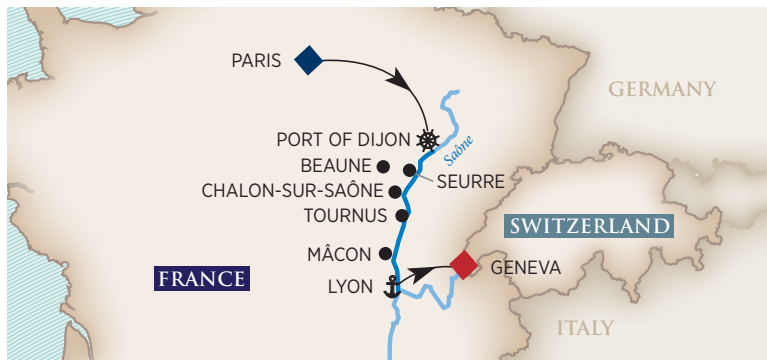 PARIS
GERMANY
PORT OF DIJON
Saône
BEAUNE
SEURRE
CHALON-SUR-SAÔNE
TOURNUS
SWITZERLAND
MÂCON
GENEVA
FRANCE
LYON
ITALY